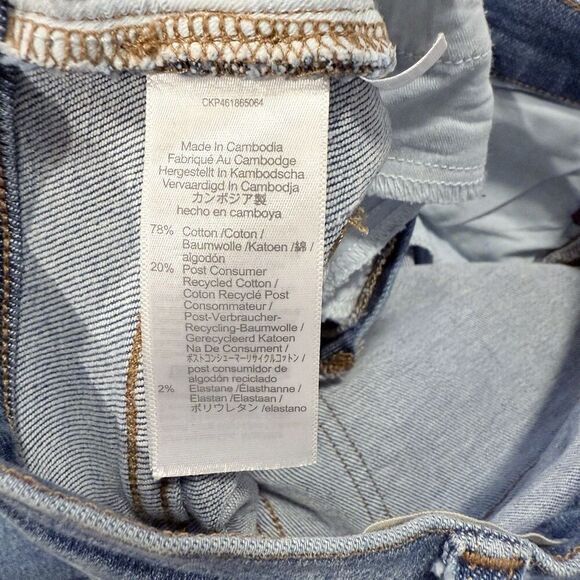 CKP461865064
Made In Cambodia
Fabriqué Au Cambodge
Hergestellt In Kambodscha
Vervaardigd In Cambodja
カンボジア製
hecho en camboya
78% Cotton /Coton /
Baumwolle /Katoen /綿 /
algodón
20% Post Consumer
Recycled Cotton /
Coton Recyclé Post
Consommateur /
Post-Verbraucher-
Recycling-Baumwolle /
Gerecycleerd Katoen
Na De Consument /
ポストコンシューマーリサイクルコットン /
post consumidor de
algodón reciclado
2% Elastane /Élasthanne /
Elastan /Elastaan /
ポリウレタン /elastano